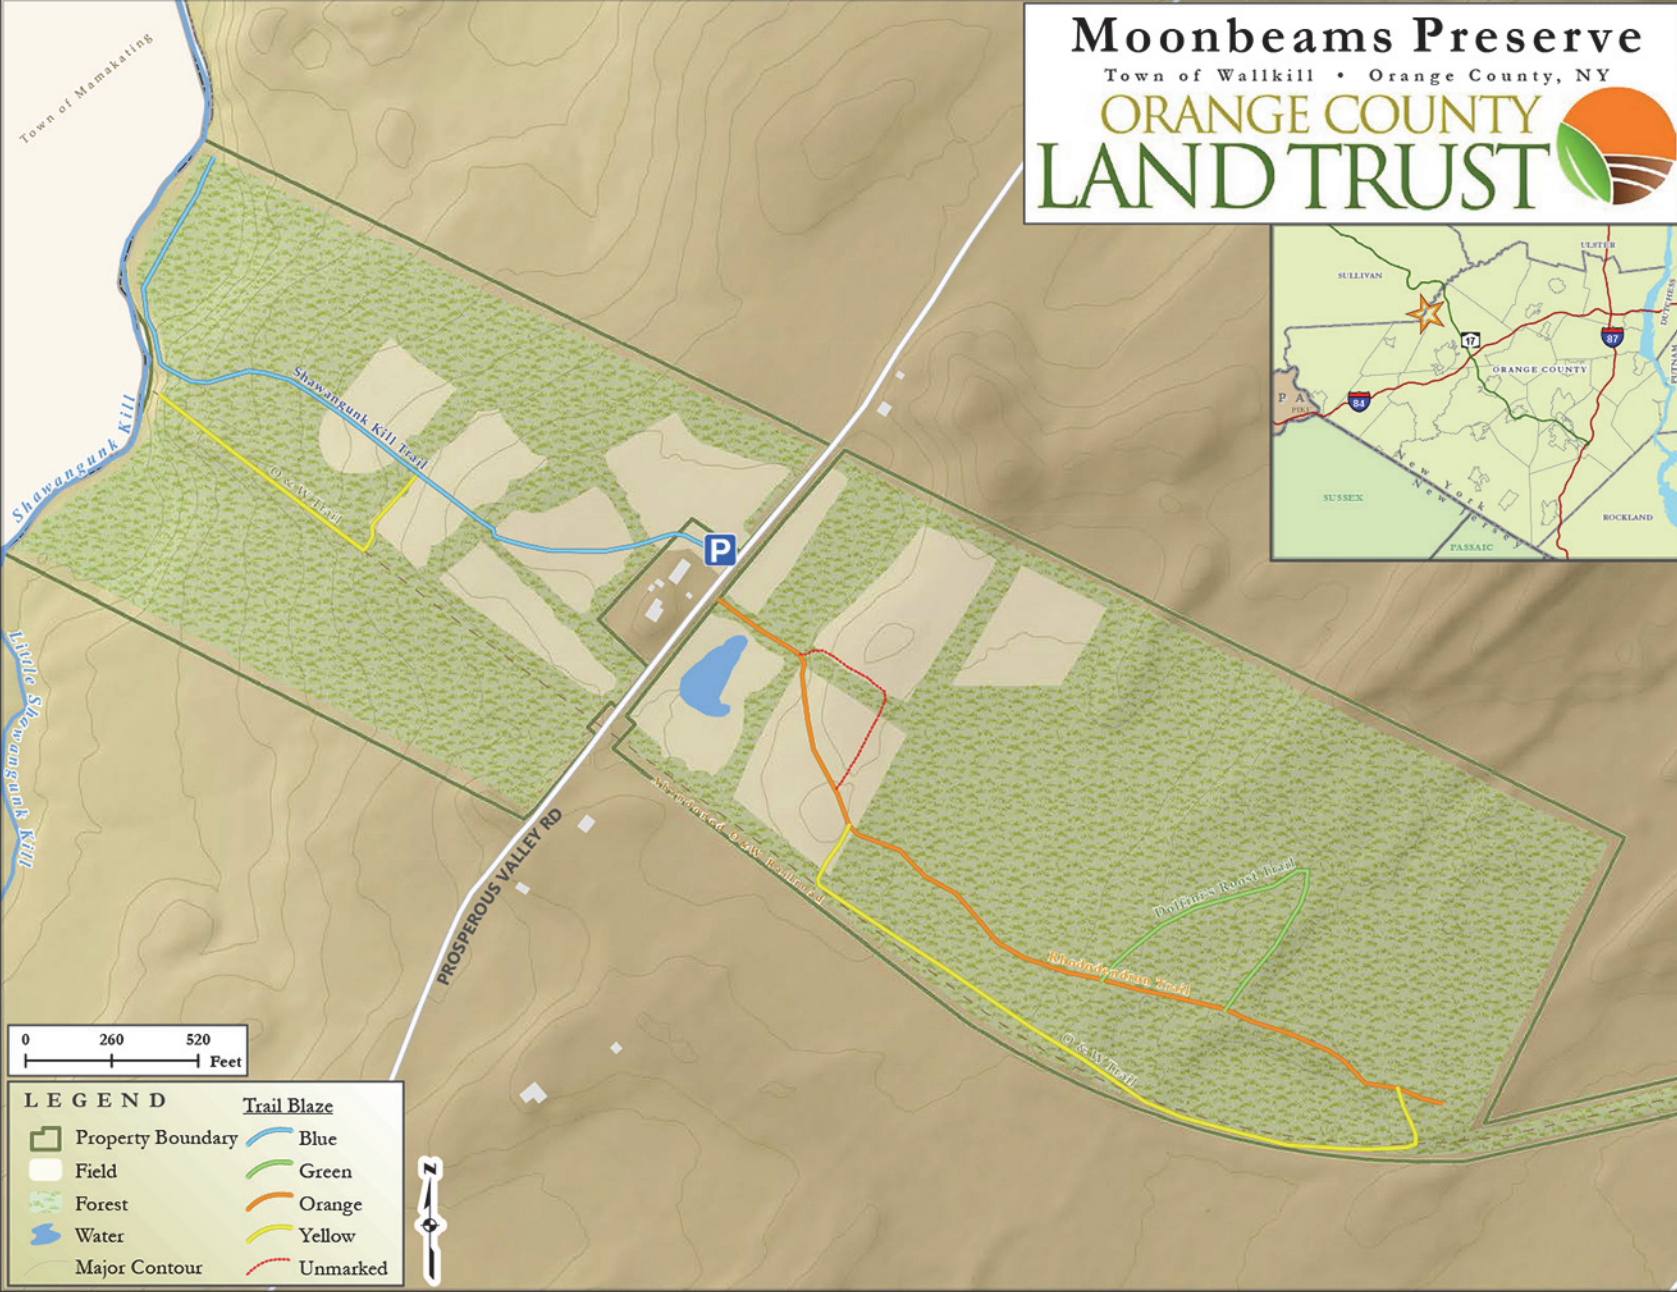 Moonbeams Preserve
Town of Wallkill • Orange County, NY
ORANGE COUNTY
LAND TRUST
Town of Mamakating
Shawangunk Kill
Little Shawangunk Kill
Shawangunk Kill Trail
O & W Trail
P
PROSPEROUS VALLEY RD
Abandoned O&W Railroad
Rhododendron Trail
O & W Trail
SULLIVAN
ULSTER
DUTCHESS
PUTNAM
17
87
84
ORANGE COUNTY
P A
PIKE
New York
New Jersey
SUSSEX
PASSAIC
ROCKLAND
0 260 520
Feet
LEGEND
Property Boundary
Field
Forest
Water
Major Contour
Trail Blaze
Blue
Green
Orange
Yellow
Unmarked
N